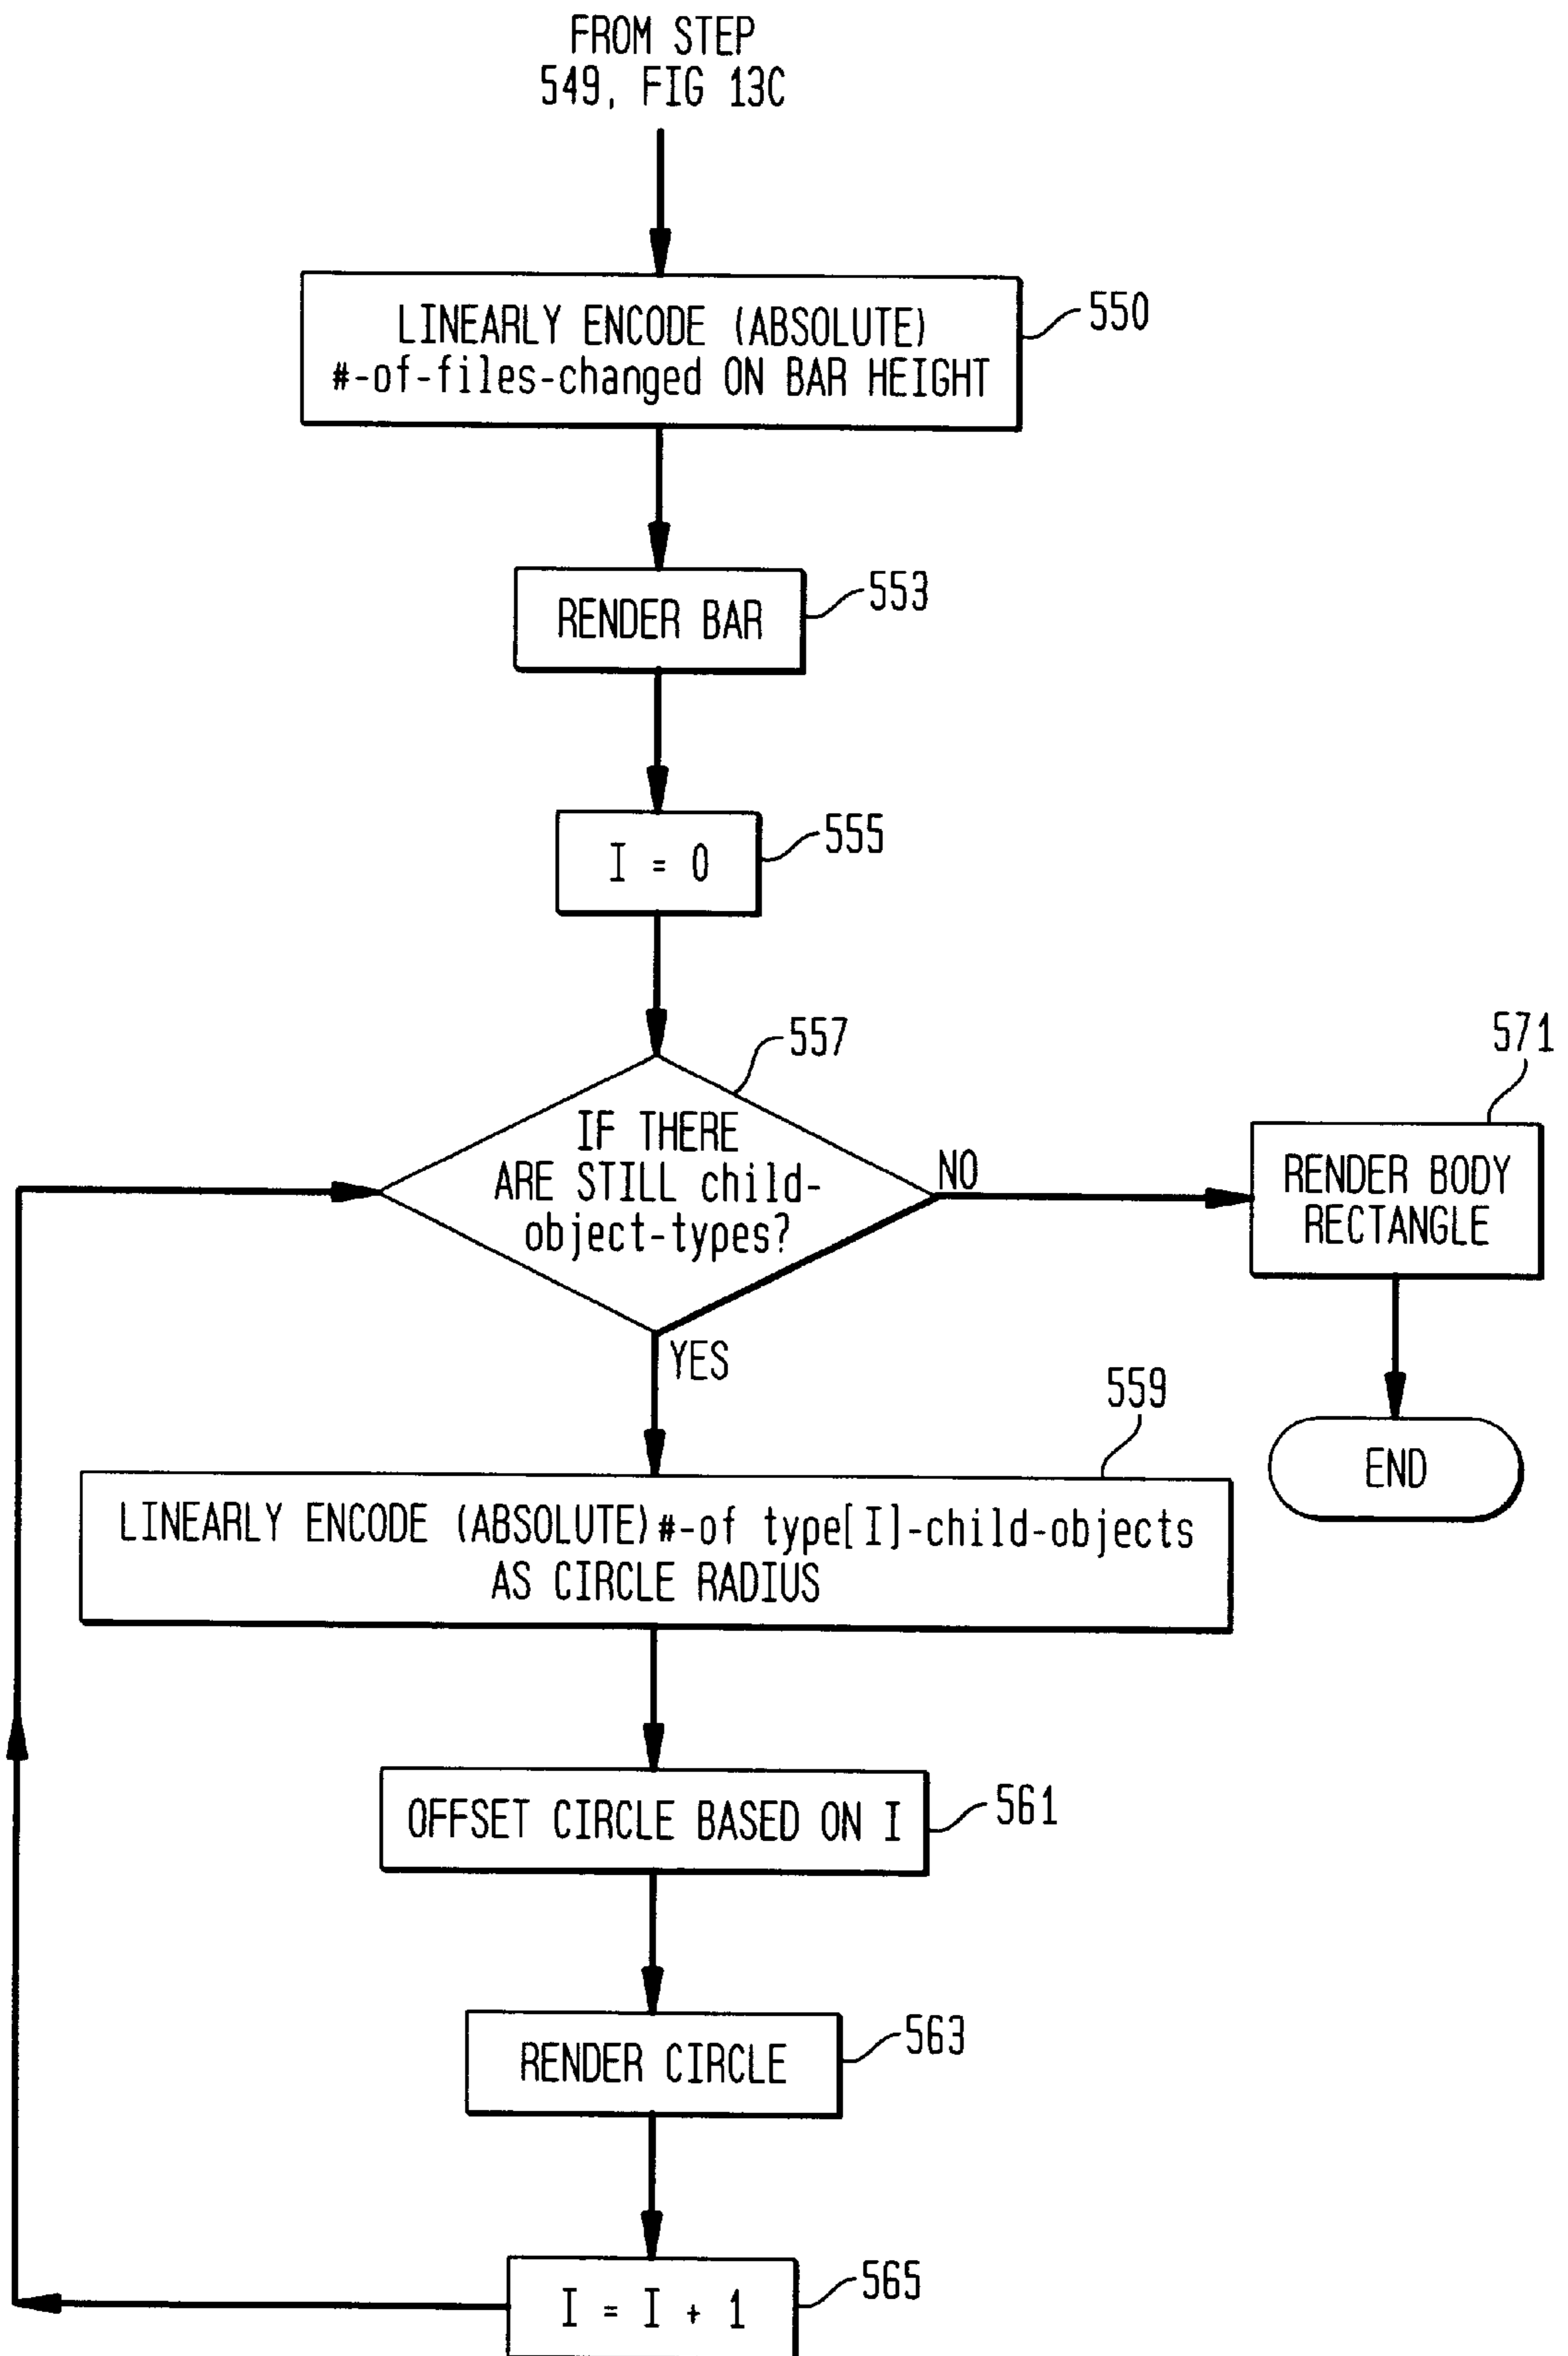 FROM STEP
549, FIG 13C
LINEARLY ENCODE (ABSOLUTE)
#-of-files-changed ON BAR HEIGHT
550
RENDER BAR
553
I = 0
555
557
IF THERE
ARE STILL child-
object-types?
NO
571
RENDER BODY
RECTANGLE
YES
END
559
LINEARLY ENCODE (ABSOLUTE)#-of type[I]-child-objects
AS CIRCLE RADIUS
OFFSET CIRCLE BASED ON I
561
RENDER CIRCLE
563
I = I + 1
565